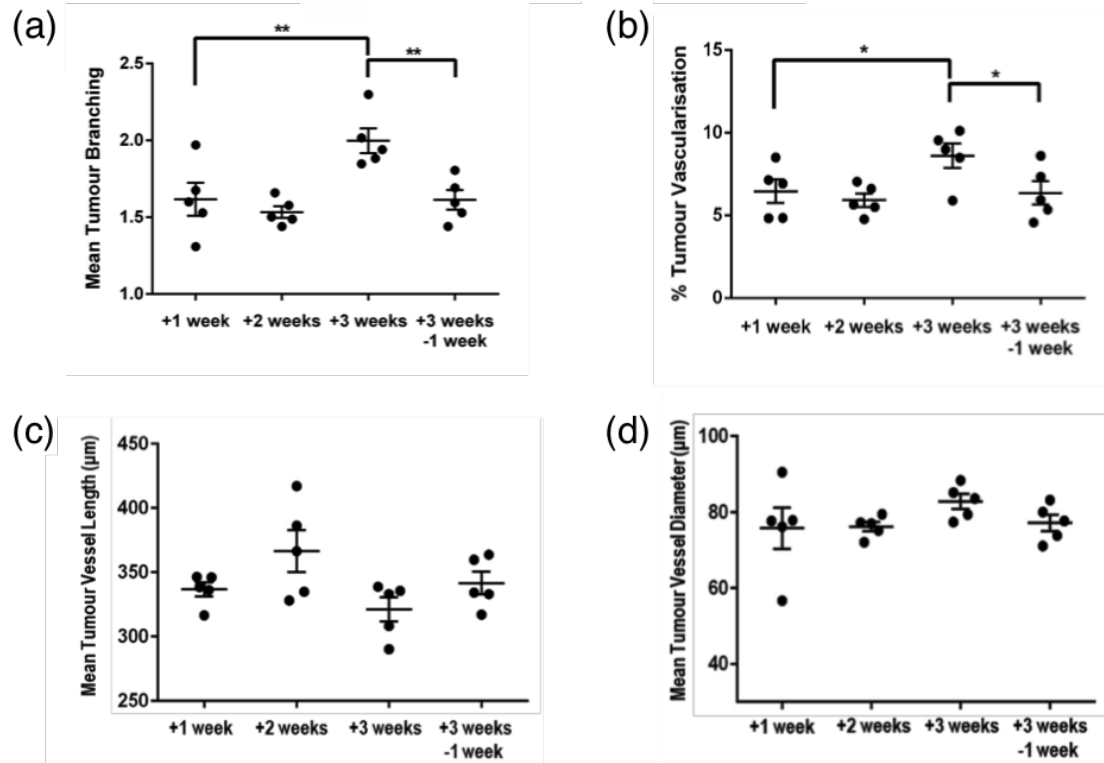 (a)
**
**
2.5
2.0
1.5
1.0
Mean Tumour Branching
+1 week
+2 weeks
+3 weeks
+3 weeks
-1 week
(b)
*
*
15
10
5
0
% Tumour Vascularisation
+1 week
+2 weeks
+3 weeks
+3 weeks
-1 week
(c)
450
400
350
300
250
Mean Tumour Vessel Length (µm)
+1 week
+2 weeks
+3 weeks
+3 weeks
-1 week
(d)
100
80
60
40
Mean Tumour Vessel Diameter (µm)
+1 week
+2 weeks
+3 weeks
+3 weeks
-1 week